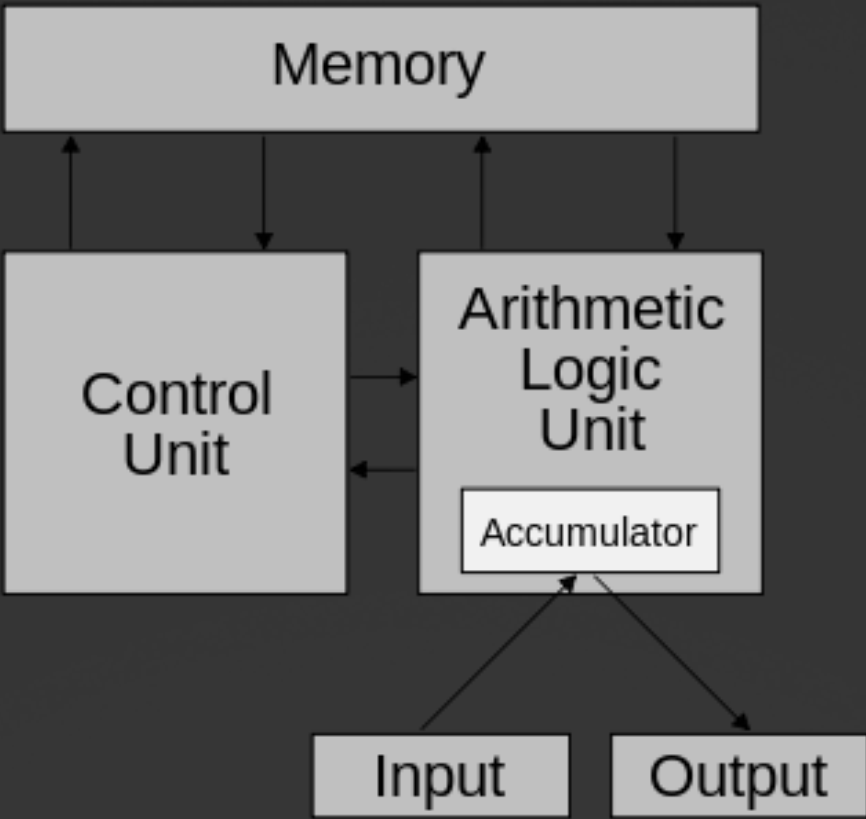 Memory
Control
Unit
Arithmetic
Logic
Unit
Accumulator
Input
Output